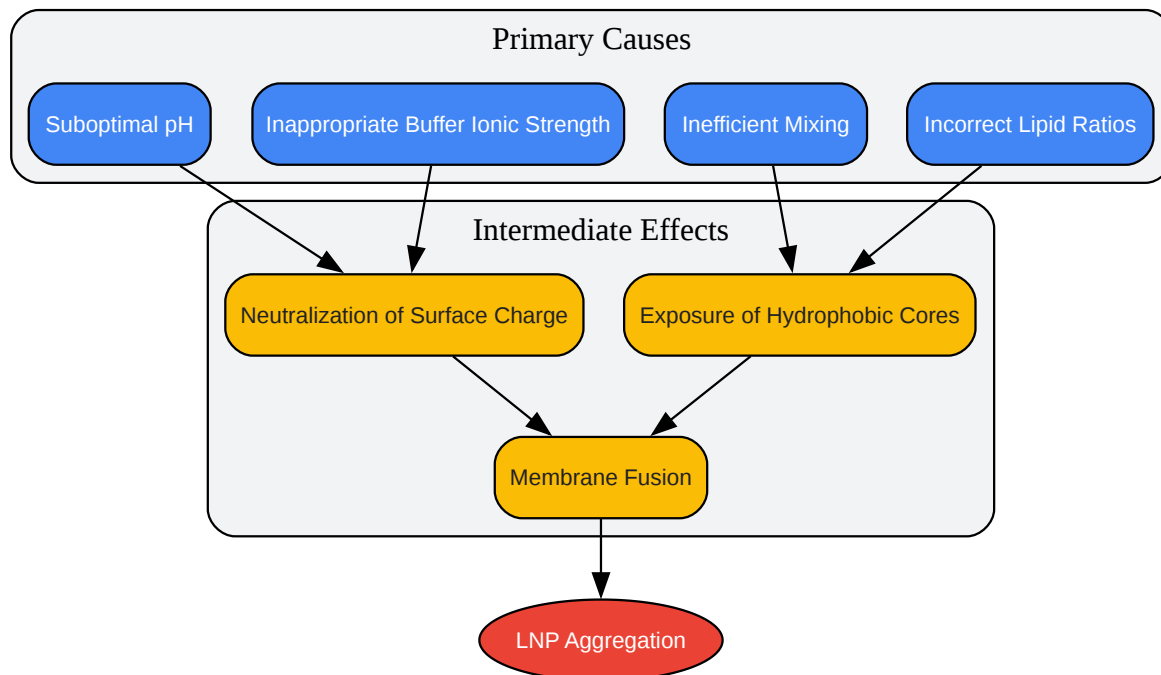 Primary Causes
Suboptimal pH
Inappropriate Buffer Ionic Strength
Inefficient Mixing
Incorrect Lipid Ratios
Intermediate Effects
Neutralization of Surface Charge
Exposure of Hydrophobic Cores
Membrane Fusion
LNP Aggregation